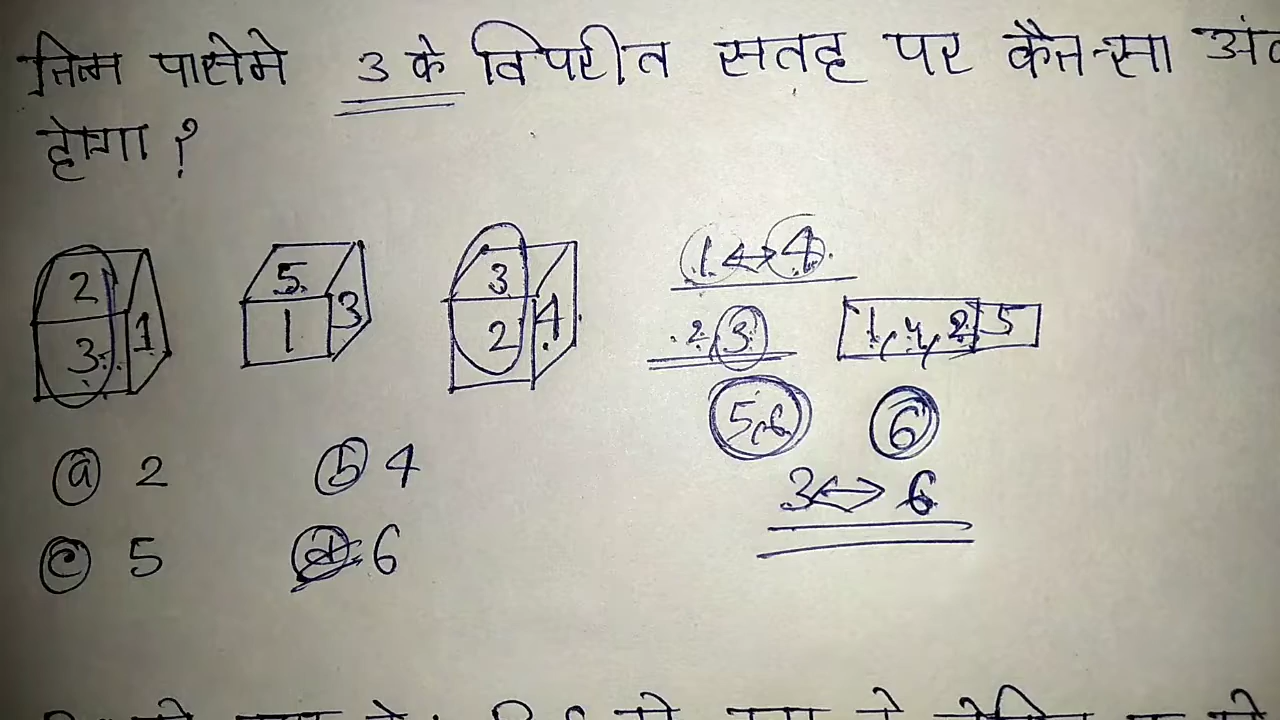 निम्न पासेमे 3 के विपरीत सतह पर कौन-सा अं
होगा ?
2 3 1
5 1 3
3 2 4
1 ↔ 4
2, 3
1, 4, 2 5
5, 6
6
3 ↔ 6
a 2
b 4
c 5
d 6